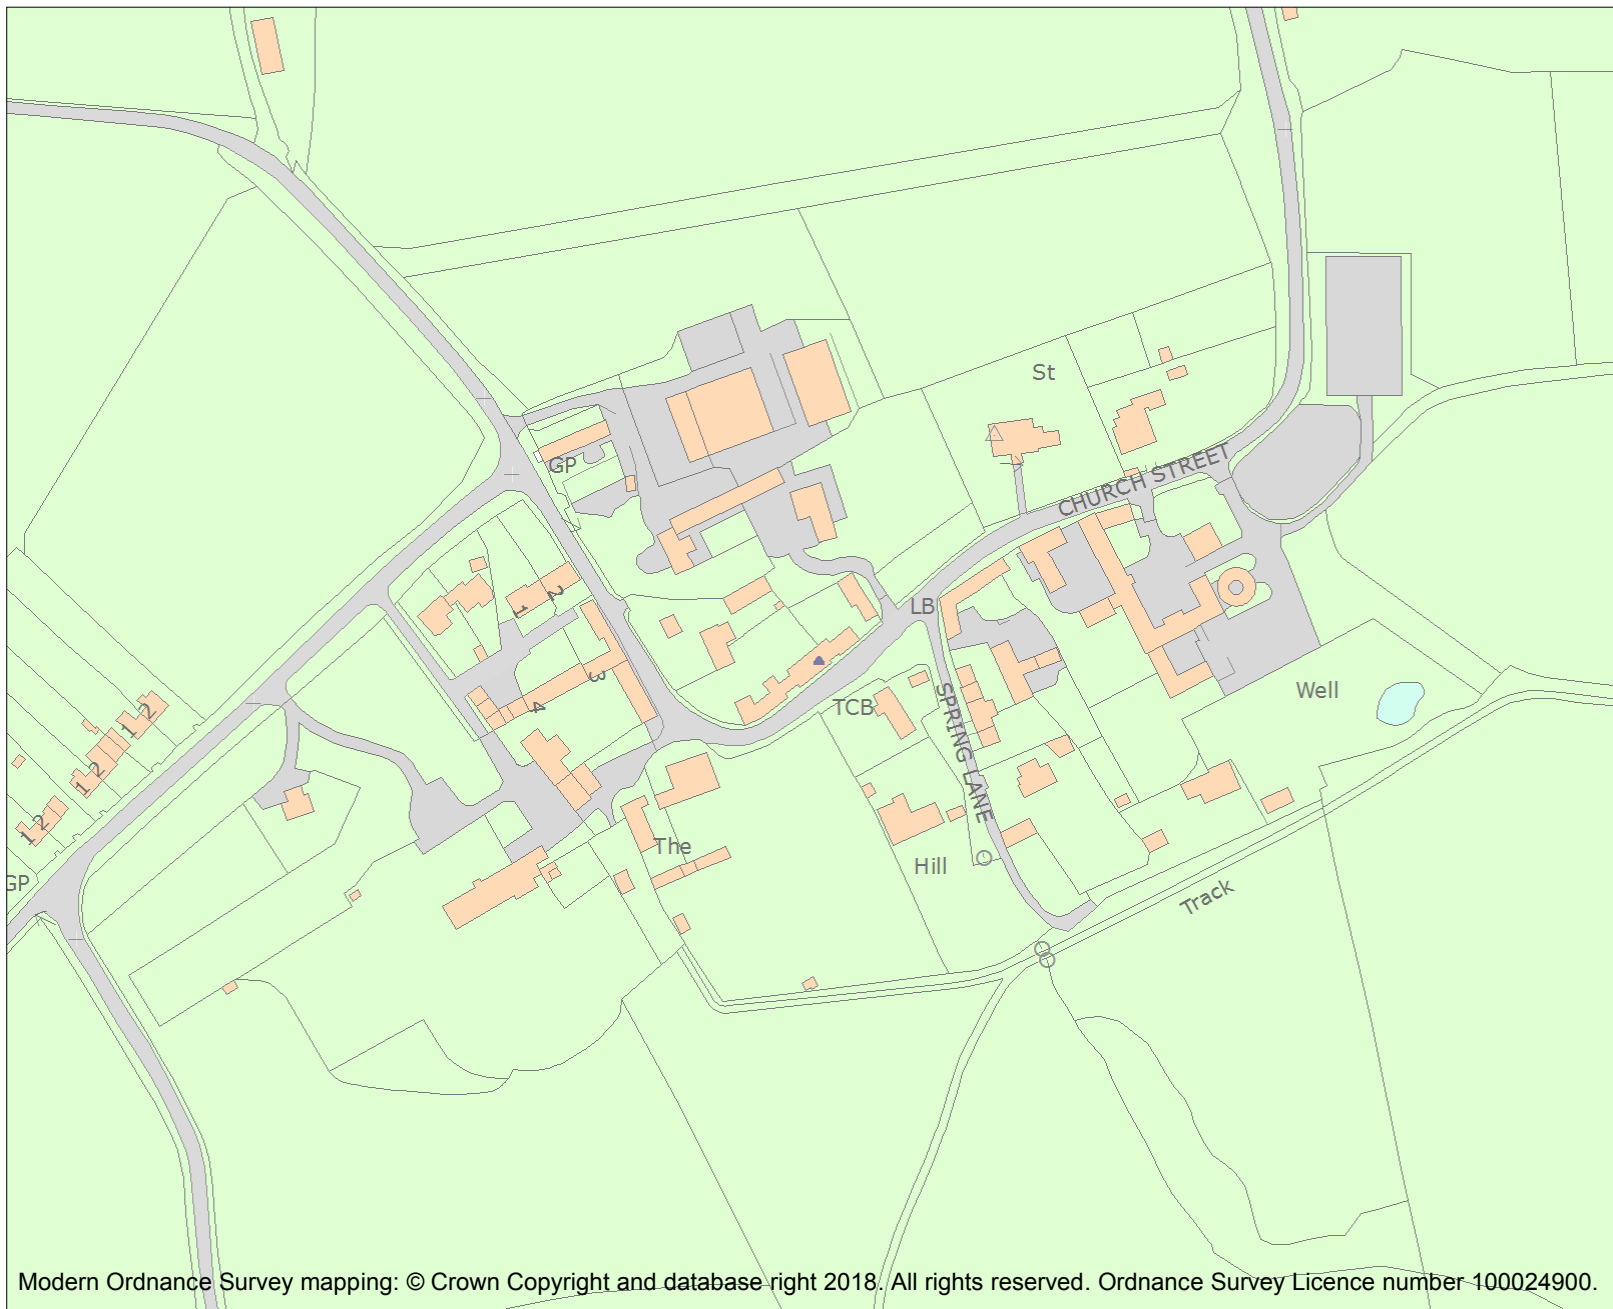 St
CHURCH STREET
GP
LB
1
2
3
4
TCB
SPRING LANE
Well
1 2
1 2
1 2
The
Hill
GP
Track
Modern Ordnance Survey mapping: © Crown Copyright and database right 2018. All rights reserved. Ordnance Survey Licence number 100024900.